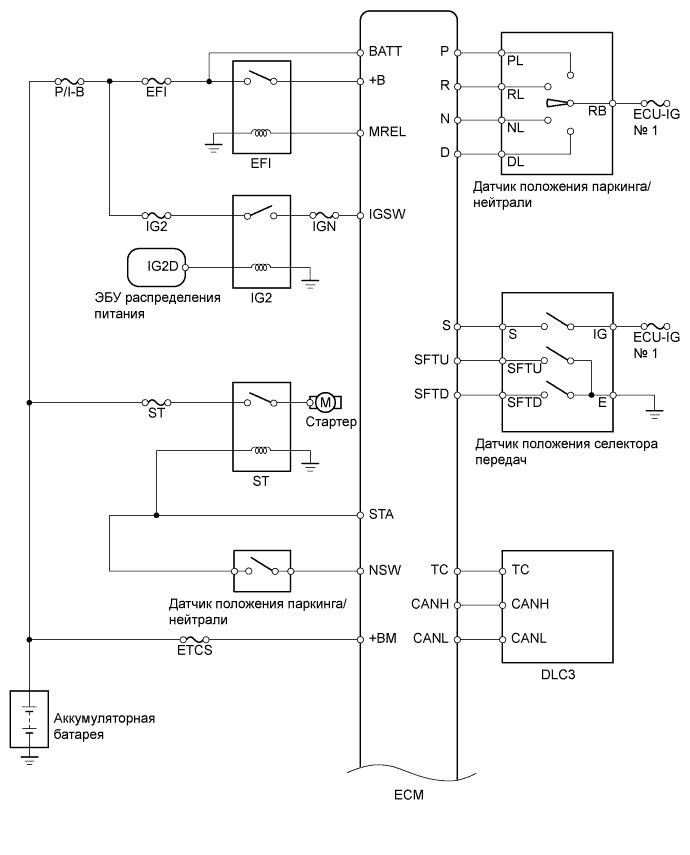 BATT
P
PL
+B
P/I-B
EFI
R
RL
RB
ECU-IG
№ 1
N
NL
MREL
D
DL
EFI
Датчик положения паркинга/
нейтрали
IG2
IGN
IGSW
IG2D
IG2
ЭБУ распределения
питания
S
S
IG
ECU-IG
№ 1
SFTU
SFTU
SFTD
SFTD
E
ST
M
Стартер
Датчик положения селектора
передач
ST
STA
NSW
TC
TC
Датчик положения паркинга/
нейтрали
CANH
CANH
ETCS
+BM
CANL
CANL
DLC3
Аккумуляторная
батарея
ECM